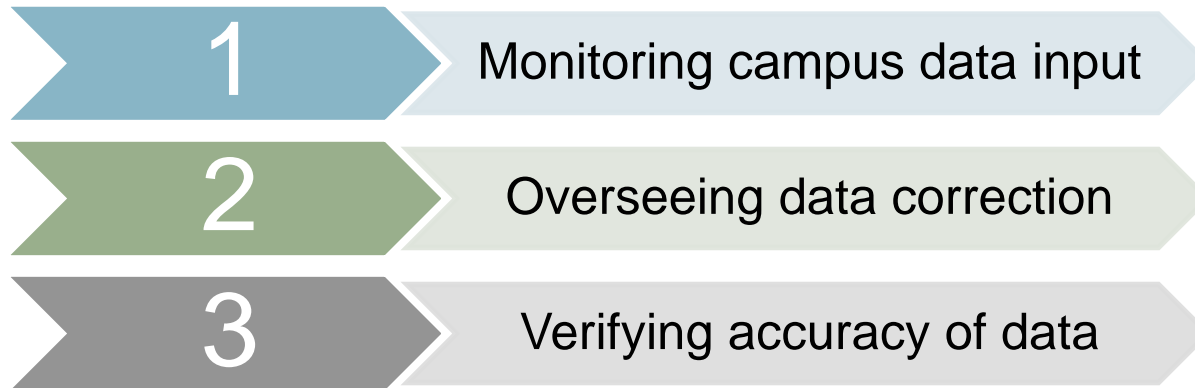 1
Monitoring campus data input
2
Overseeing data correction
3
Verifying accuracy of data